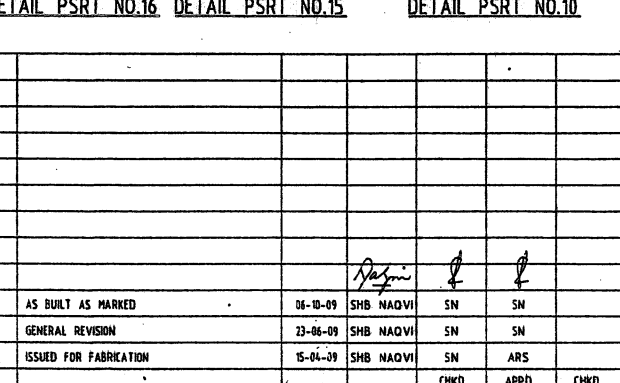 DETAIL PSRT NO.16 DETAIL PSRT NO.15 DETAIL PSRT NO.10
AS BUILT AS MARKED 06-10-09 SHB NAQVI SN SN
GENERAL REVISION 23-06-09 SHB NAQVI SN SN
ISSUED FOR FABRICATION 15-04-09 SHB NAQVI SN ARS
CHKD APPD CHKD